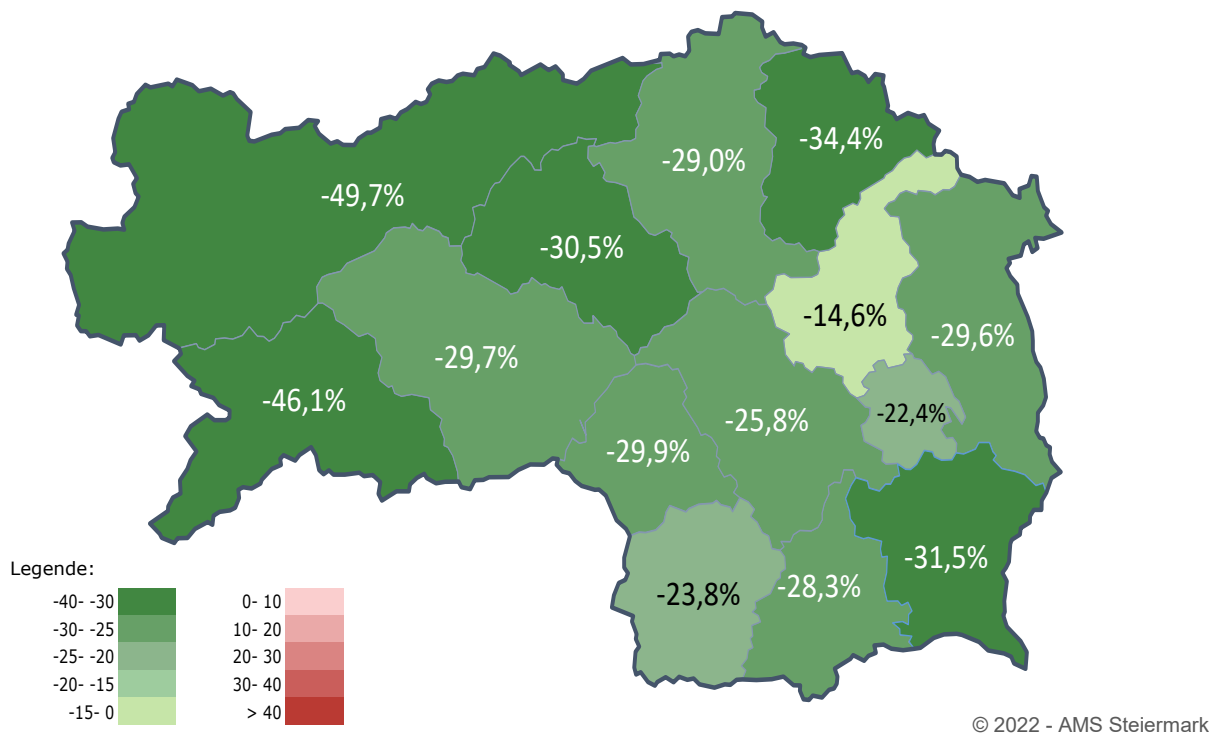 -34,4%
-29,0%
-49,7%
-30,5%
-14,6%
-29,6%
-29,7%
-46,1%
-22,4%
-25,8%
-29,9%
-31,5%
-28,3%
-23,8%
Legende:
-40- -30 0- 10
-30- -25 10- 20
-25- -20 20- 30
-20- -15 30- 40
-15- 0 > 40
© 2022 - AMS Steiermark